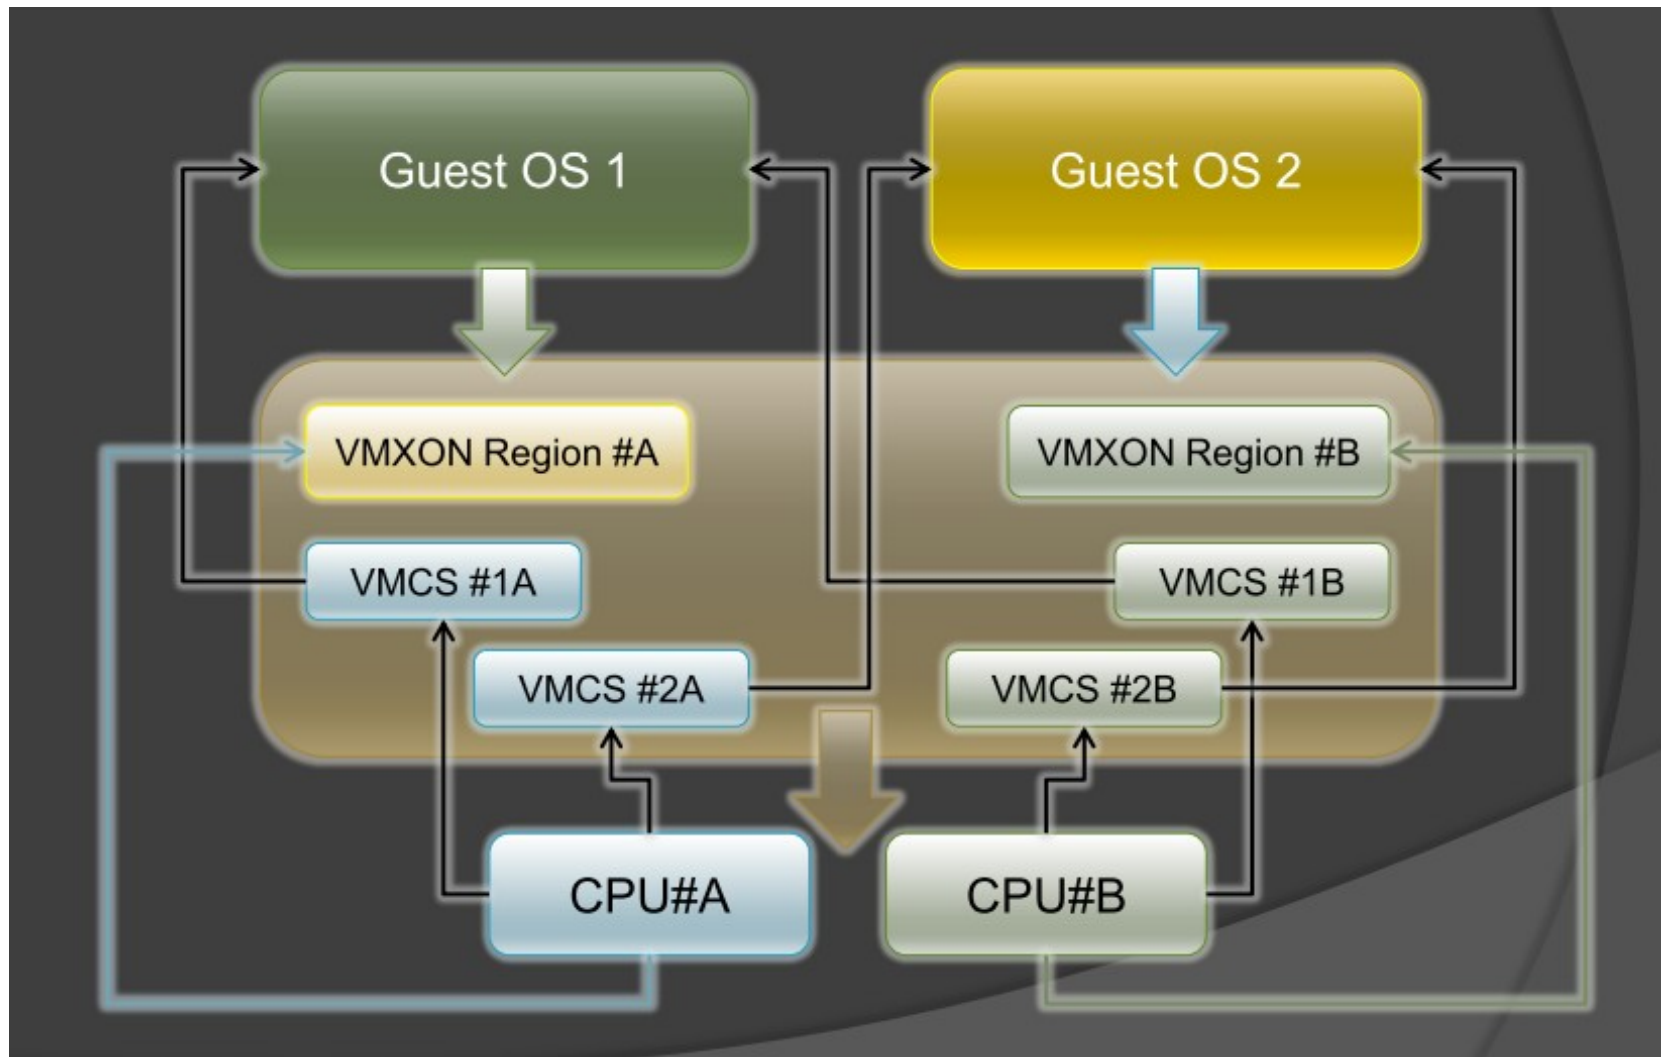 Guest OS 1
Guest OS 2
VMXON Region #A
VMXON Region #B
VMCS #1A
VMCS #1B
VMCS #2A
VMCS #2B
CPU#A
CPU#B